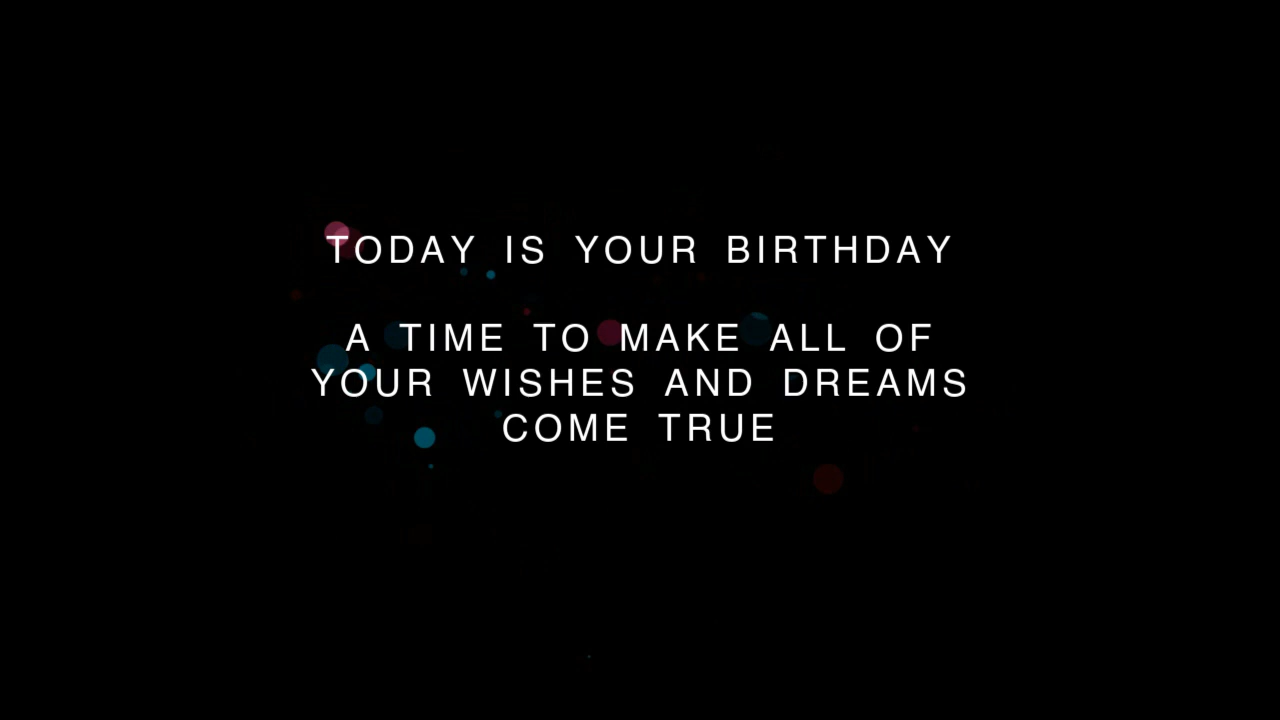 TODAY IS YOUR BIRTHDAY
A TIME TO MAKE ALL OF
YOUR WISHES AND DREAMS
COME TRUE